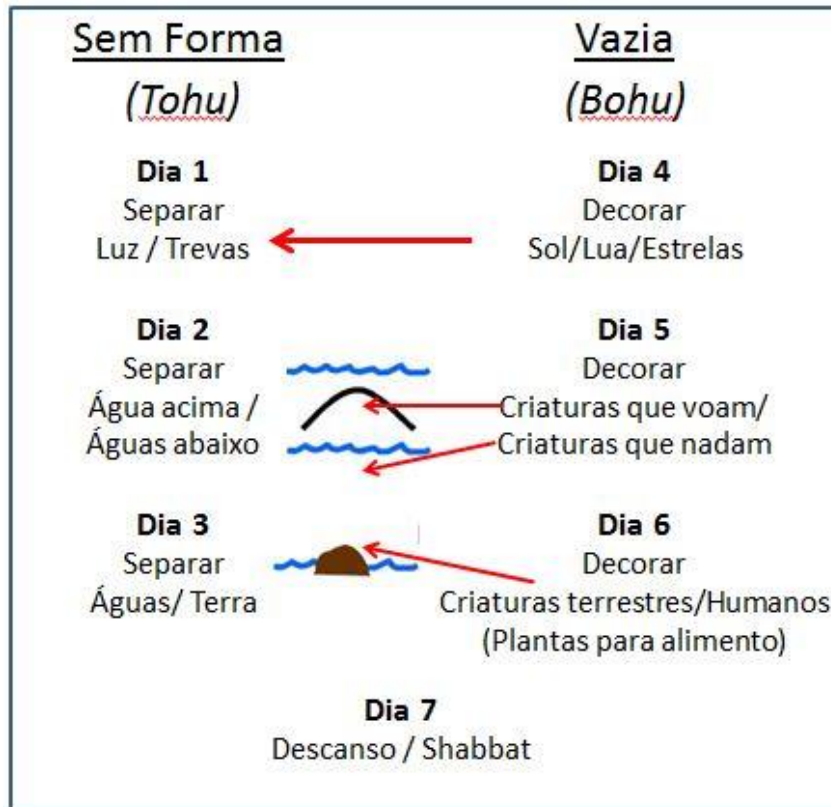 Sem Forma
(Tohu)
Vazia
(Bohu)
Dia 1
Separar
Luz / Trevas
Dia 4
Decorar
Sol/Lua/Estrelas
Dia 2
Separar
Água acima /
Águas abaixo
Dia 5
Decorar
Criaturas que voam/
Criaturas que nadam
Dia 3
Separar
Águas/ Terra
Dia 6
Decorar
Criaturas terrestres/Humanos
(Plantas para alimento)
Dia 7
Descanso / Shabbat